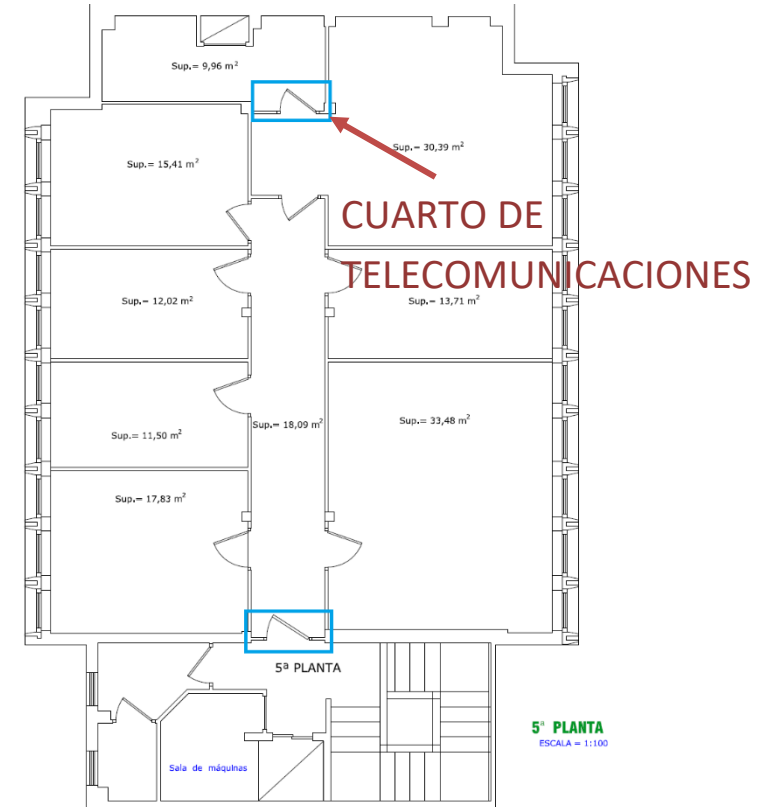 Sup.= 9,96 m²
Sup.= 30,39 m²
Sup.= 15,41 m²
CUARTO DE
TELECOMUNICACIONES
Sup.= 12,02 m²
Sup.= 13,71 m²
Sup.= 11,50 m²
Sup.= 18,09 m²
Sup.= 33,48 m²
Sup.= 17,83 m²
5ª PLANTA
5ª PLANTA
ESCALA = 1:100
Sala de máquinas